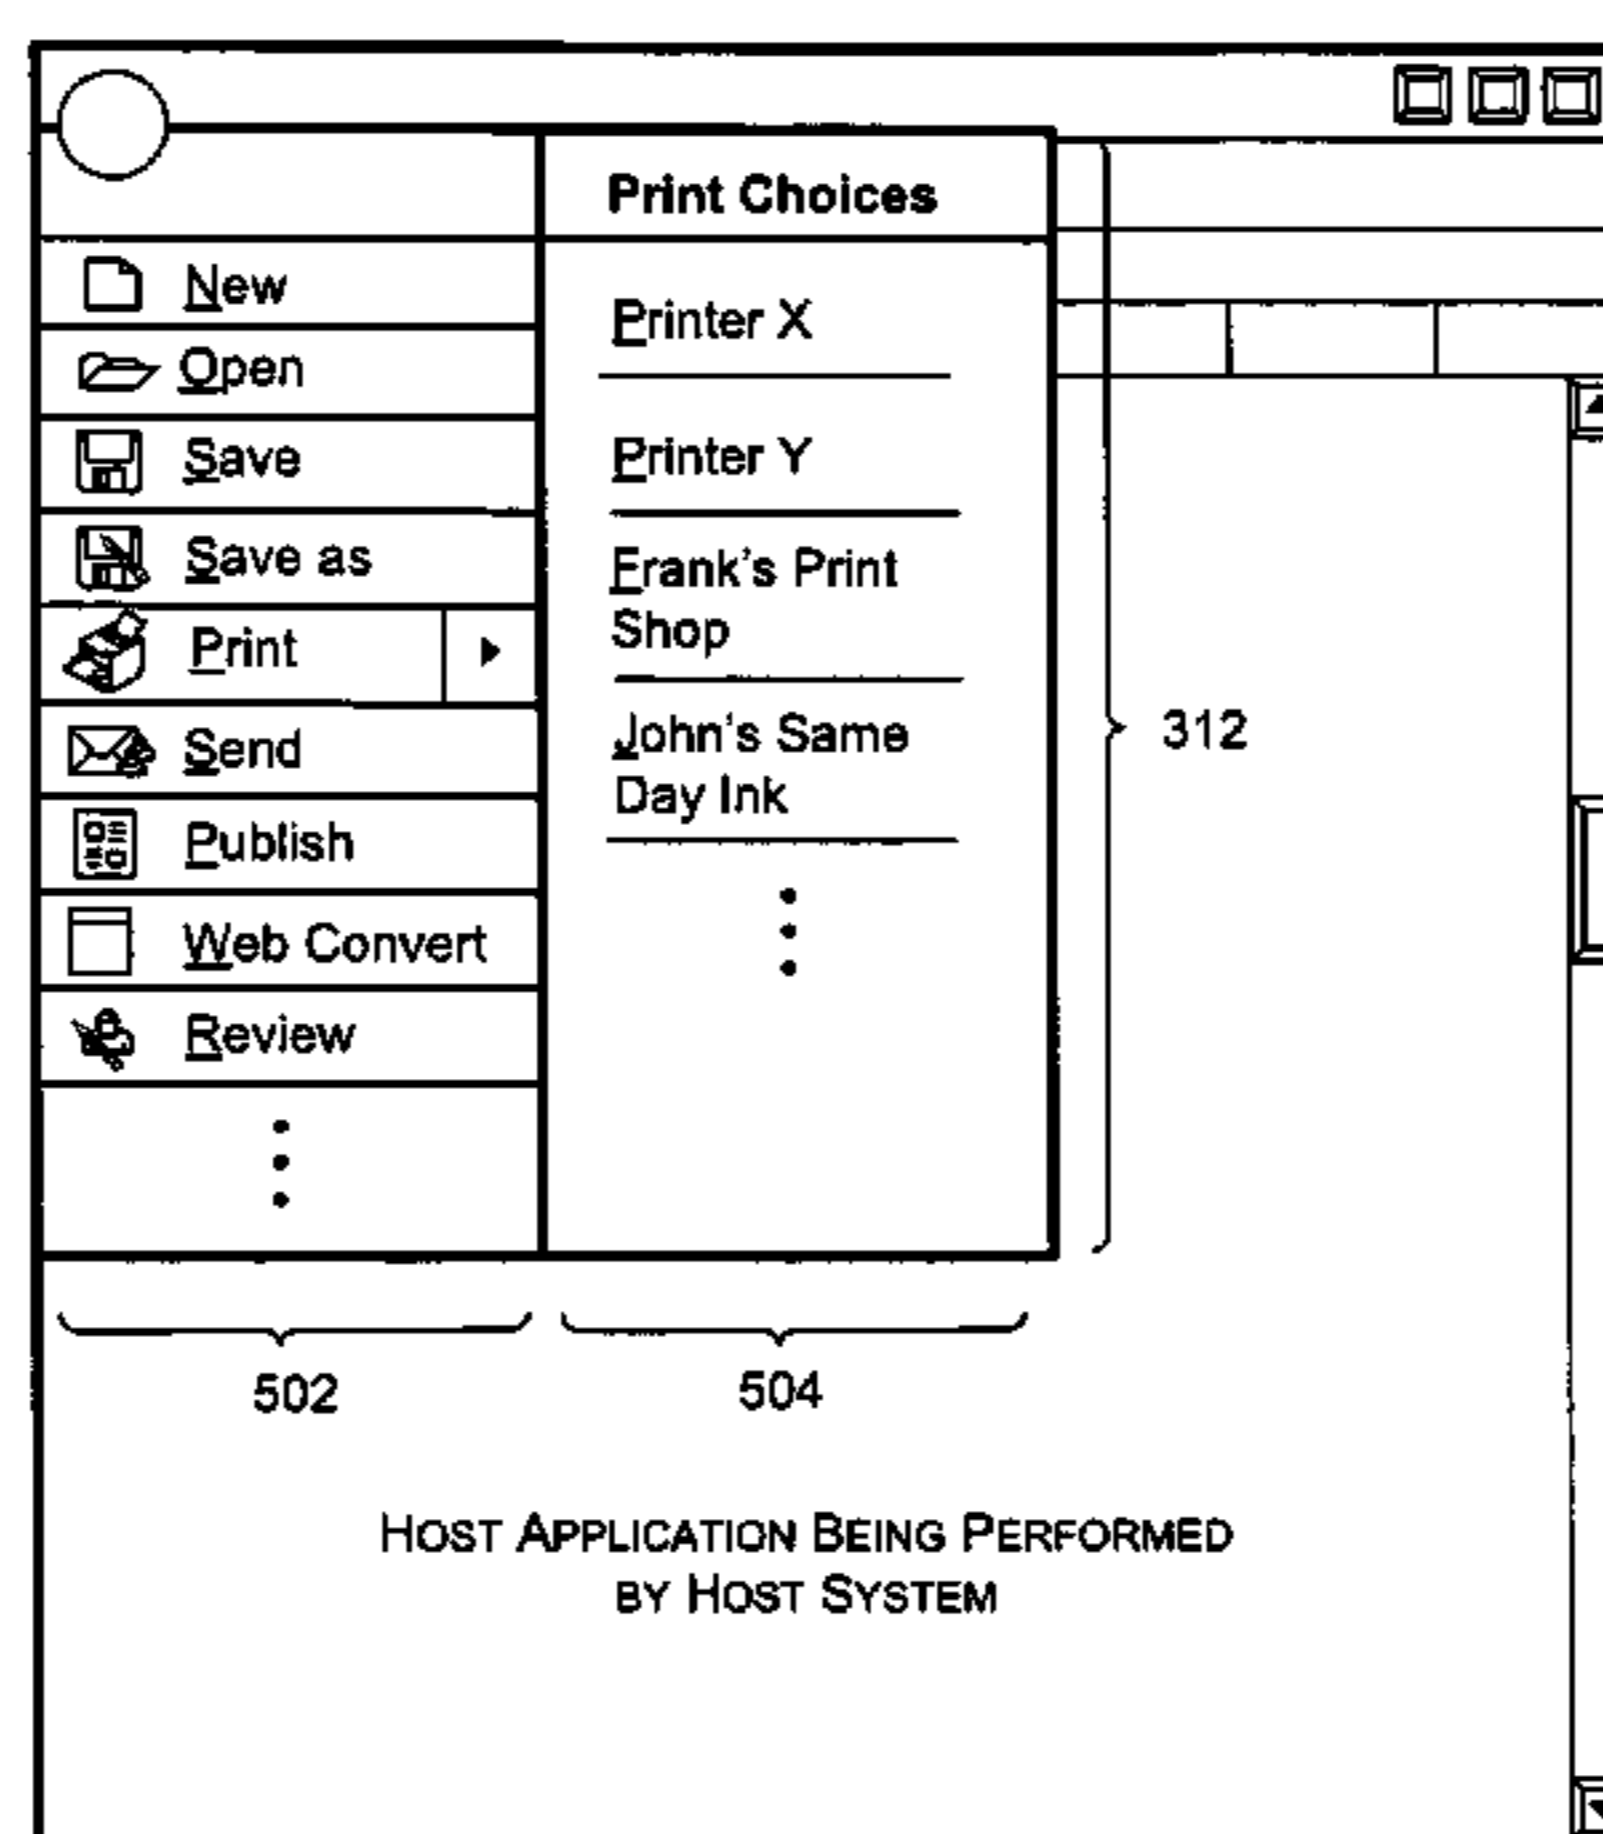 Print Choices
New
Open
Save
Save as
Print
Send
Publish
Web Convert
Review
Printer X
Printer Y
Frank's Print
Shop
John's Same
Day Ink
312
502
504
HOST APPLICATION BEING PERFORMED
BY HOST SYSTEM